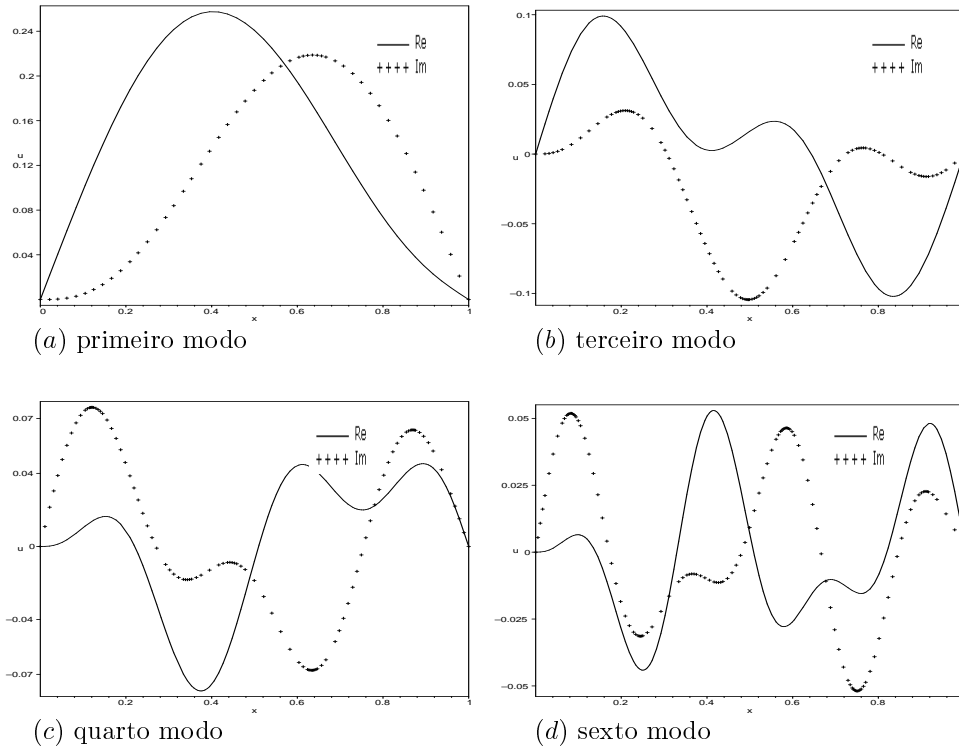 0.24
0.2
u
0.16
0.12
0.08
0.04
0
0.2
0.4
0.6
0.8
1
x
Re
Im
(a) primeiro modo
0.1
0.05
u 0
−0.05
−0.1
0.2
0.4
0.6
0.8
x
Re
Im
(b) terceiro modo
0.07
0.04
u 0
−0.04
−0.07
0.2
0.4
0.6
0.8
1
x
Re
Im
(c) quarto modo
0.05
0.025
u 0
−0.025
−0.05
0.2
0.4
0.6
0.8
x
Re
Im
(d) sexto modo